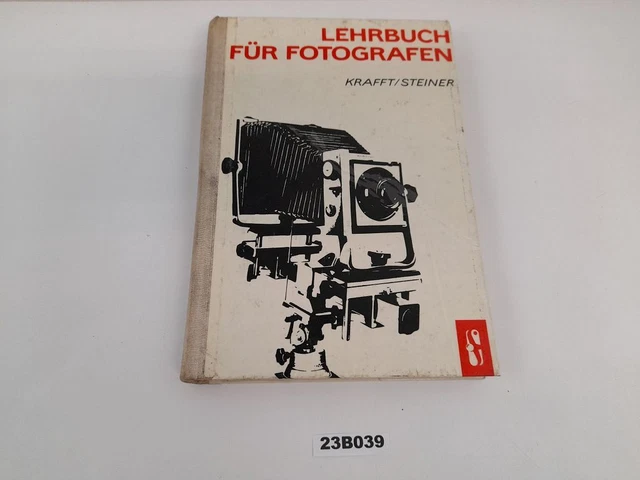 LEHRBUCH
FÜR FOTOGRAFEN
KRAFFT/STEINER
23B039